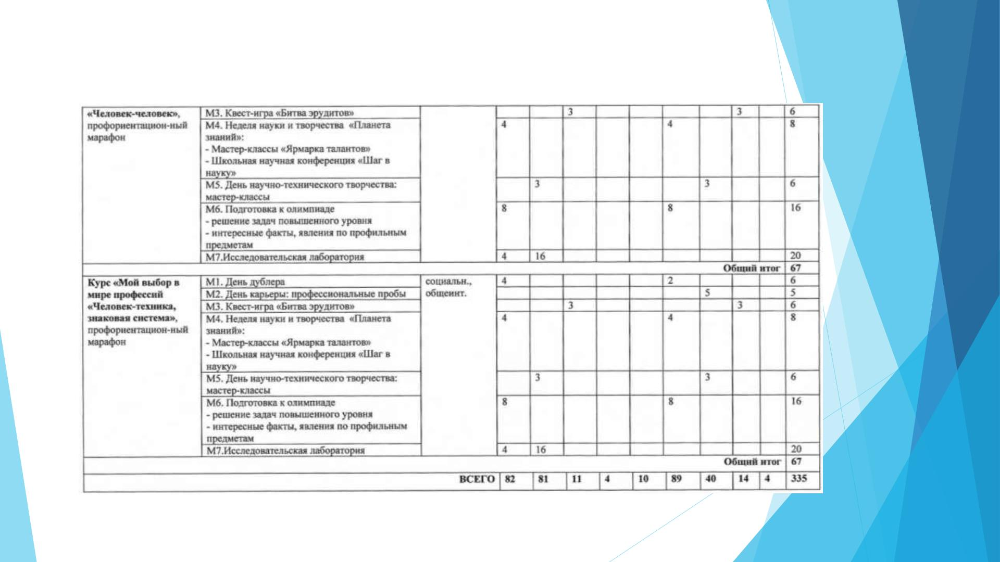 «Человек-человек»,
профориентацион-ный
марафон
М3. Квест-игра «Битва эрудитов»
3 3 6
М4. Неделя науки и творчества «Планета
знаний»:
- Мастер-классы «Ярмарка талантов»
- Школьная научная конференция «Шаг в
науку»
4 4 8
М5. День научно-технического творчества:
мастер-классы
3 3 6
М6. Подготовка к олимпиаде
- решение задач повышенного уровня
- интересные факты, явления по профильным
предметам
8 8 16
М7.Исследовательская лаборатория
4 16 20
Общий итог 67
Курс «Мой выбор в
мире профессий
«Человек-техника,
знаковая система»,
профориентацион-ный
марафон
М1. День дублера
социальн.,
общеинт.
4 2 6
М2. День карьеры: профессиональные пробы
5 5
М3. Квест-игра «Битва эрудитов»
3 3 6
М4. Неделя науки и творчества «Планета
знаний»:
- Мастер-классы «Ярмарка талантов»
- Школьная научная конференция «Шаг в
науку»
4 4 8
М5. День научно-технического творчества:
мастер-классы
3 3 6
М6. Подготовка к олимпиаде
- решение задач повышенного уровня
- интересные факты, явления по профильным
предметам
8 8 16
М7.Исследовательская лаборатория
4 16 20
Общий итог 67
ВСЕГО 82 81 11 4 10 89 40 14 4 335